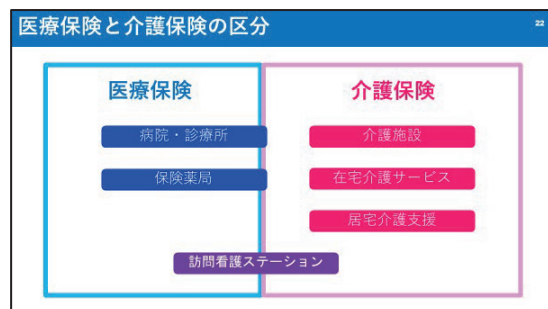 医療保険と介護保険の区分
22
医療保険
介護保険
病院・診療所
介護施設
保険薬局
在宅介護サービス
居宅介護支援
訪問看護ステーション